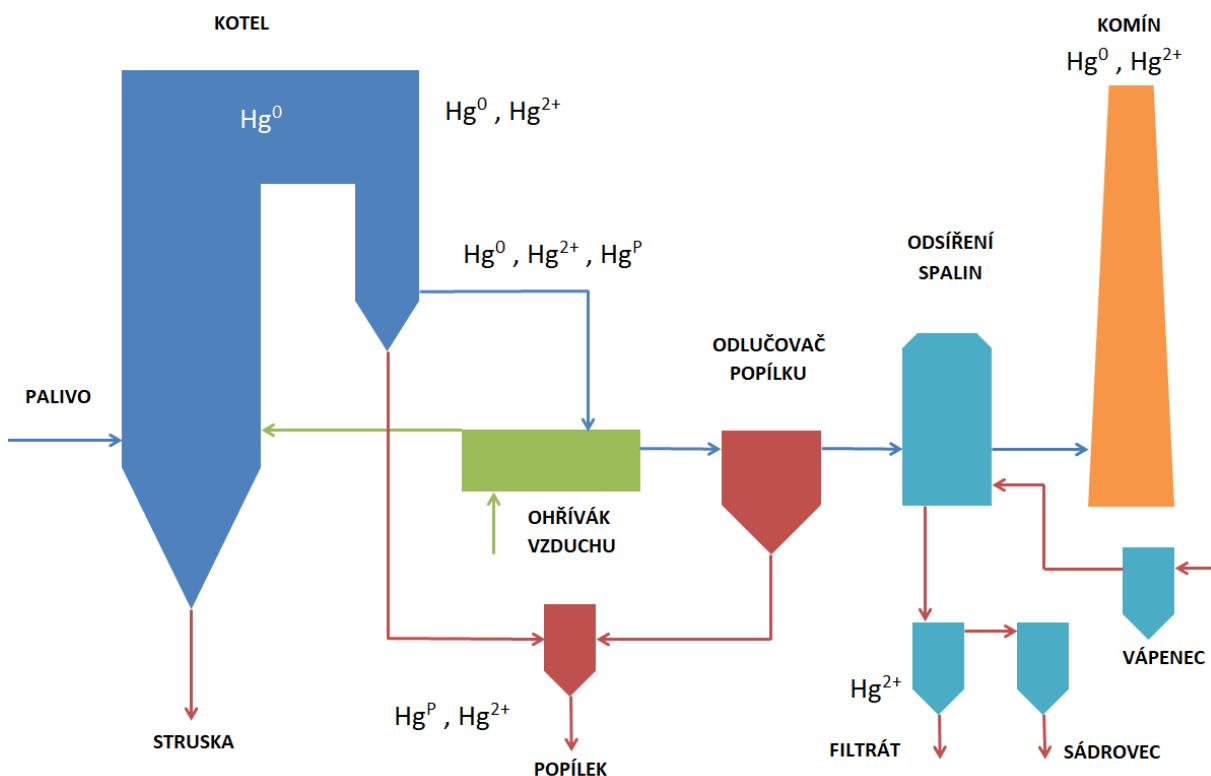 KOTEL
KOMÍN
Hg⁰ , Hg²⁺
Hg⁰
Hg⁰ , Hg²⁺
Hg⁰ , Hg²⁺ , Hgᴾ
ODSÍŘENÍ
SPALIN
ODLUČOVAČ
POPÍLKU
PALIVO
OHŘÍVÁK
VZDUCHU
VÁPENEC
Hg²⁺
Hgᴾ , Hg²⁺
STRUSKA
FILTRÁT
SÁDROVEC
POPÍLEK